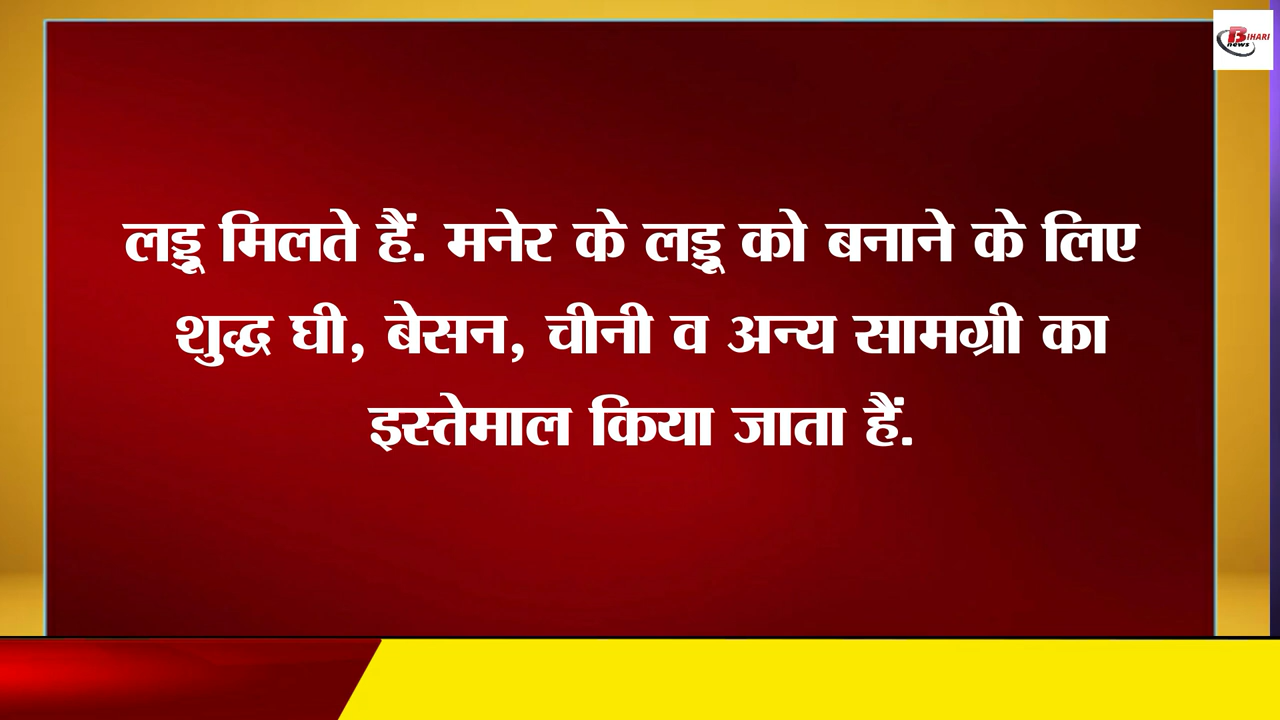 BIHARI
news
लड्डू मिलते हैं. मनेर के लड्डू को बनाने के लिए
शुद्ध घी, बेसन, चीनी व अन्य सामग्री का
इस्तेमाल किया जाता हैं.